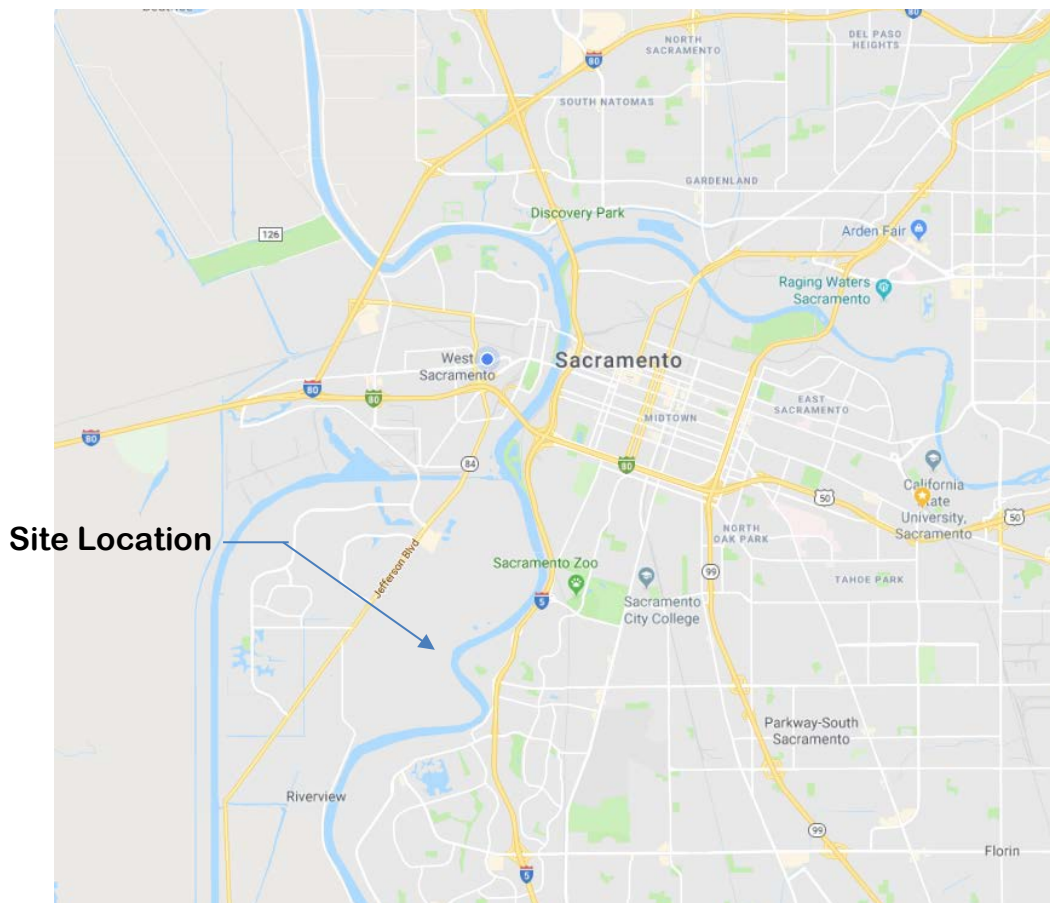 80
DEL PASO
HEIGHTS
NORTH
SACRAMENTO
80
SOUTH NATOMAS
GARDENLAND
Discovery Park
126
Arden Fair
Raging Waters
Sacramento
West
Sacramento
Sacramento
80
80
EAST
SACRAMENTO
MIDTOWN
80
84
80
California
State
University,
Sacramento
50
50
NORTH
OAK PARK
Site Location
Jefferson Blvd
Sacramento Zoo
99
TAHOE PARK
5
Sacramento
City College
Parkway-South
Sacramento
Riverview
99
Florin
5